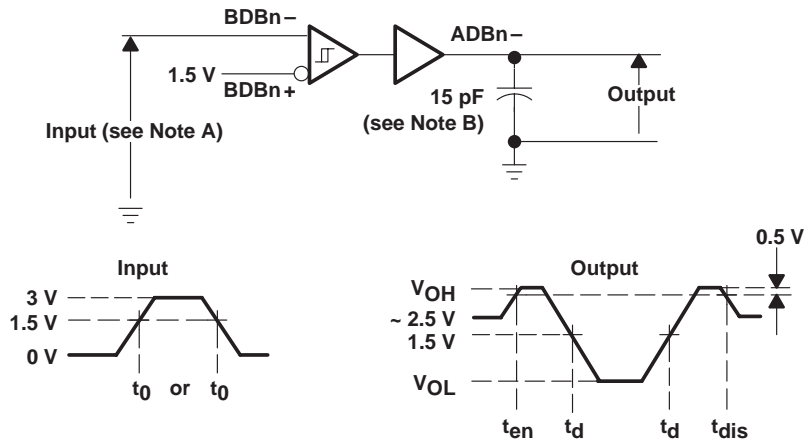 BDBn–
ADBn–
1.5 V
BDBn+
15 pF
(see Note B)
Output
Input (see Note A)
Input
3 V
1.5 V
0 V
t0 or t0
Output
0.5 V
VOH
~ 2.5 V
1.5 V
VOL
ten td td tdis